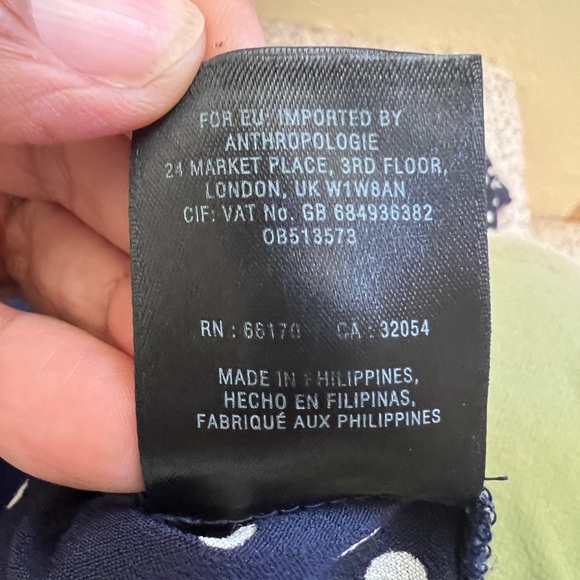 FOR EU: IMPORTED BY
ANTHROPOLOGIE
24 MARKET PLACE, 3RD FLOOR,
LONDON, UK W1W8AN
CIF: VAT No. GB 684936382
OB513573
RN : 66170 CA : 32054
MADE IN PHILIPPINES,
HECHO EN FILIPINAS,
FABRIQUÉ AUX PHILIPPINES